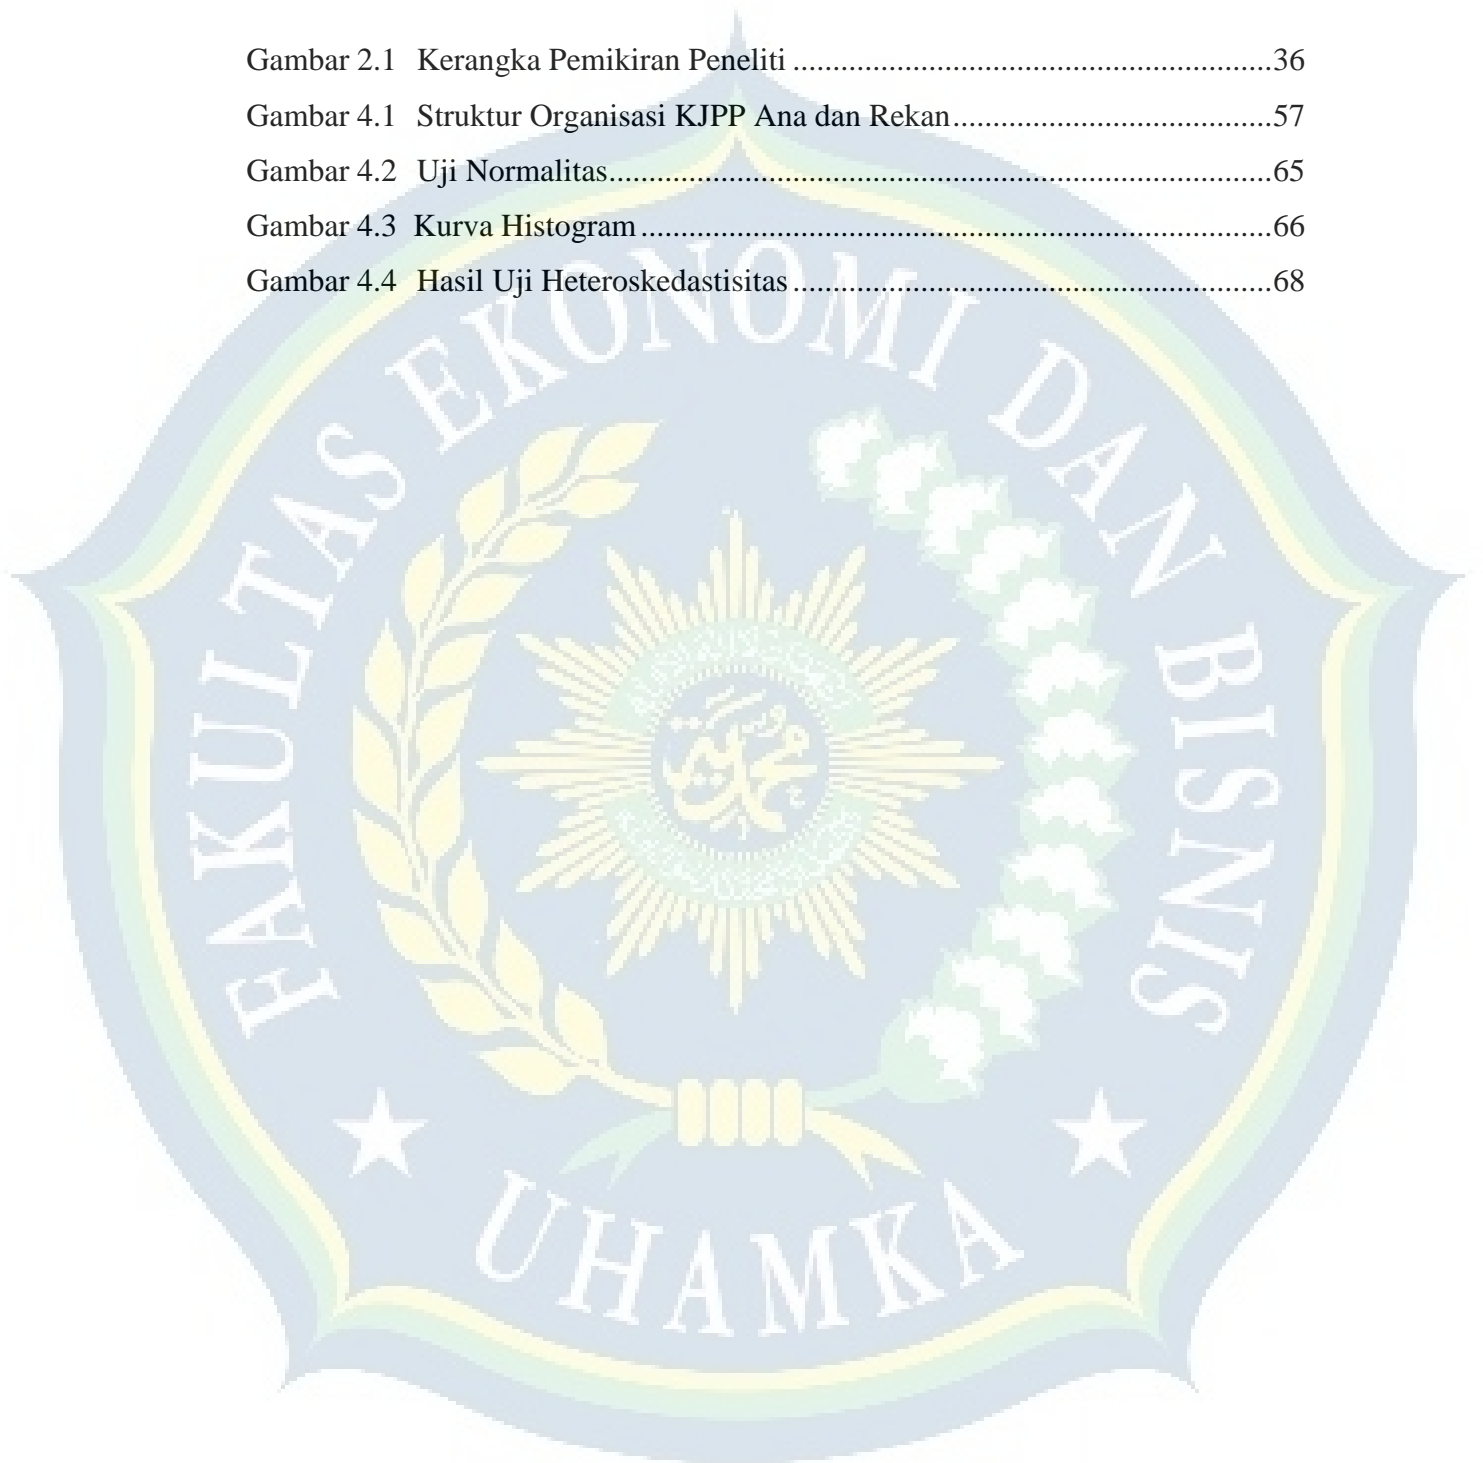 Gambar 2.1 Kerangka Pemikiran Peneliti ............................................................36
Gambar 4.1 Struktur Organisasi KJPP Ana dan Rekan........................................57
Gambar 4.2 Uji Normalitas...................................................................................65
Gambar 4.3 Kurva Histogram...............................................................................66
Gambar 4.4 Hasil Uji Heteroskedastisitas ............................................................68
FAKULTAS EKONOMI DAN BISNIS
UHAMKA